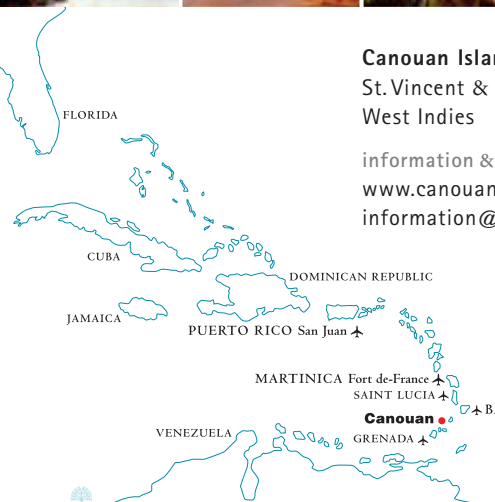 Canouan Islan
St. Vincent &
West Indies
information &
www.canouan
information@
FLORIDA
CUBA
DOMINICAN REPUBLIC
JAMAICA
PUERTO RICO San Juan
MARTINICA Fort de-France
SAINT LUCIA
BA
Canouan
VENEZUELA
GRENADA